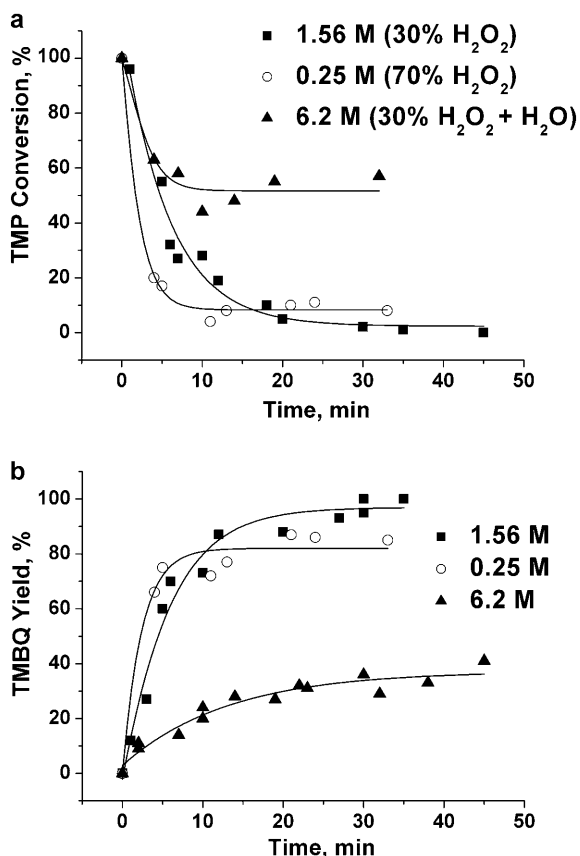 a
1.56 M (30% H₂O₂)
0.25 M (70% H₂O₂)
6.2 M (30% H₂O₂ + H₂O)
TMP Conversion, %
100
80
60
40
20
0
0 10 20 30 40 50
Time, min
b
1.56 M
0.25 M
6.2 M
TMBQ Yield, %
100
80
60
40
20
0
0 10 20 30 40 50
Time, min